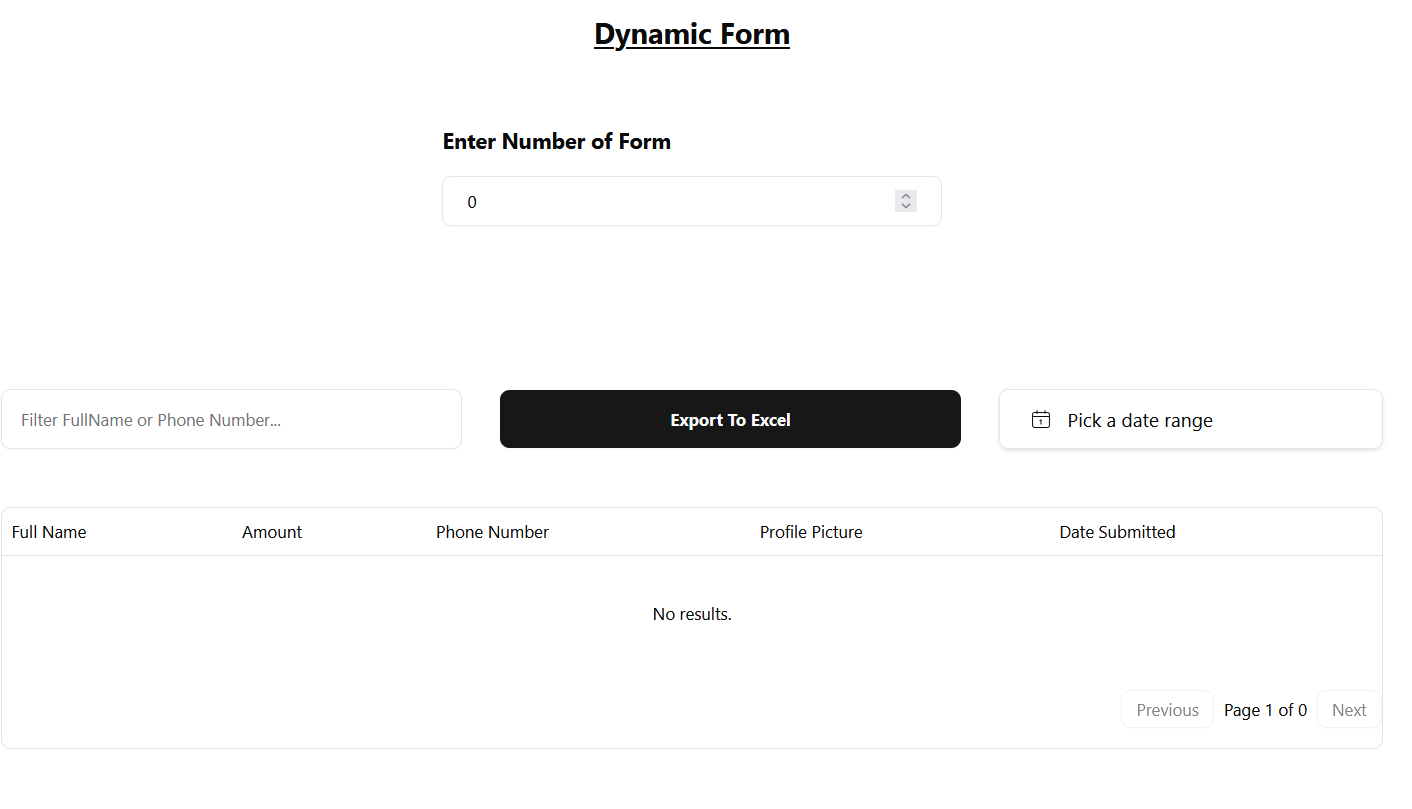 Dynamic Form
Enter Number of Form
0
Filter FullName or Phone Number...
Export To Excel
1
Pick a date range
Full Name Amount Phone Number Profile Picture Date Submitted
No results.
Previous Page 1 of 0 Next